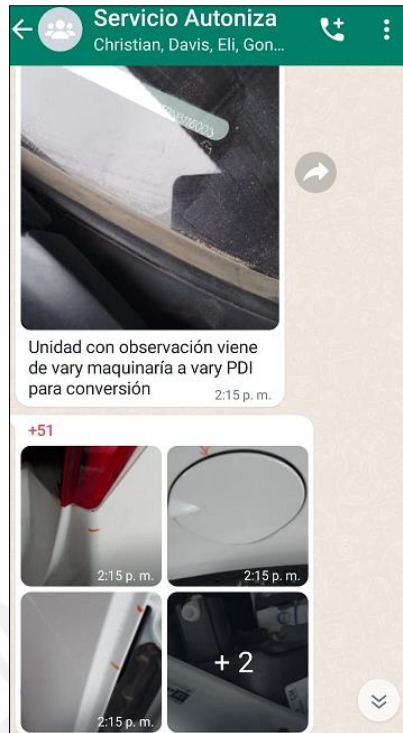 Servicio Autoniza
Christian, Davis, Eli, Gon...
Unidad con observación viene
de vary maquinaría a vary PDI
para conversión
2:15 p. m.
+51
2:15 p. m.
2:15 p. m.
2:15 p. m.
+ 2